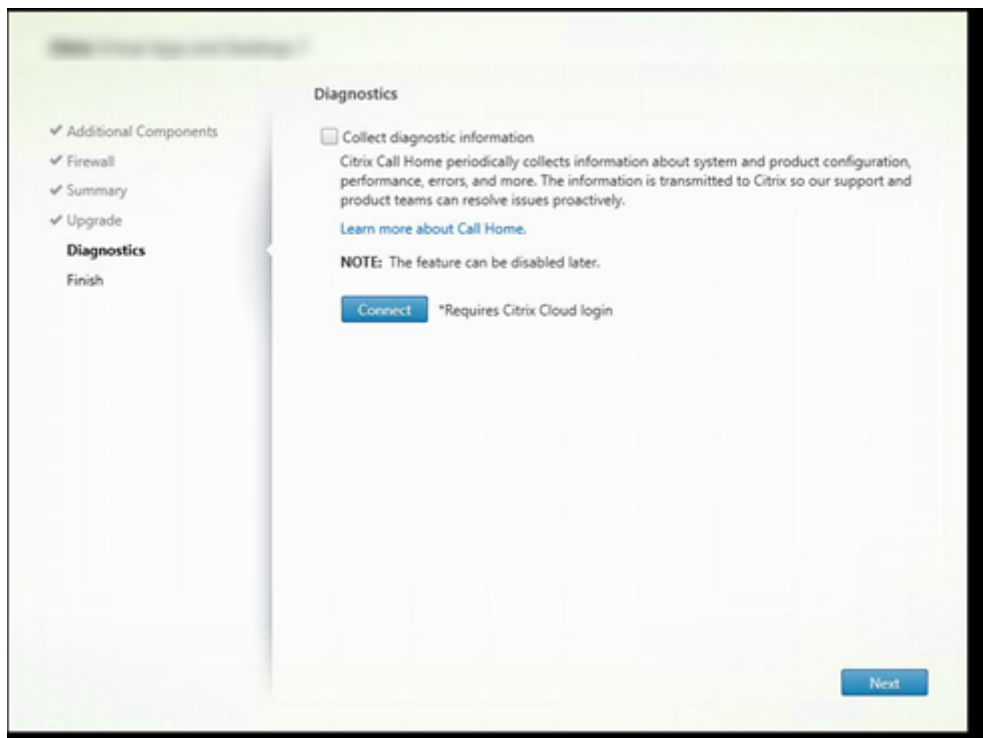 Diagnostics
✔ Additional Components
✔ Firewall
✔ Summary
✔ Upgrade
Diagnostics
Finish
Collect diagnostic information
Citrix Call Home periodically collects information about system and product configuration,
performance, errors, and more. The information is transmitted to Citrix so our support and
product teams can resolve issues proactively.
Learn more about Call Home.
NOTE: The feature can be disabled later.
Connect *Requires Citrix Cloud login
Next